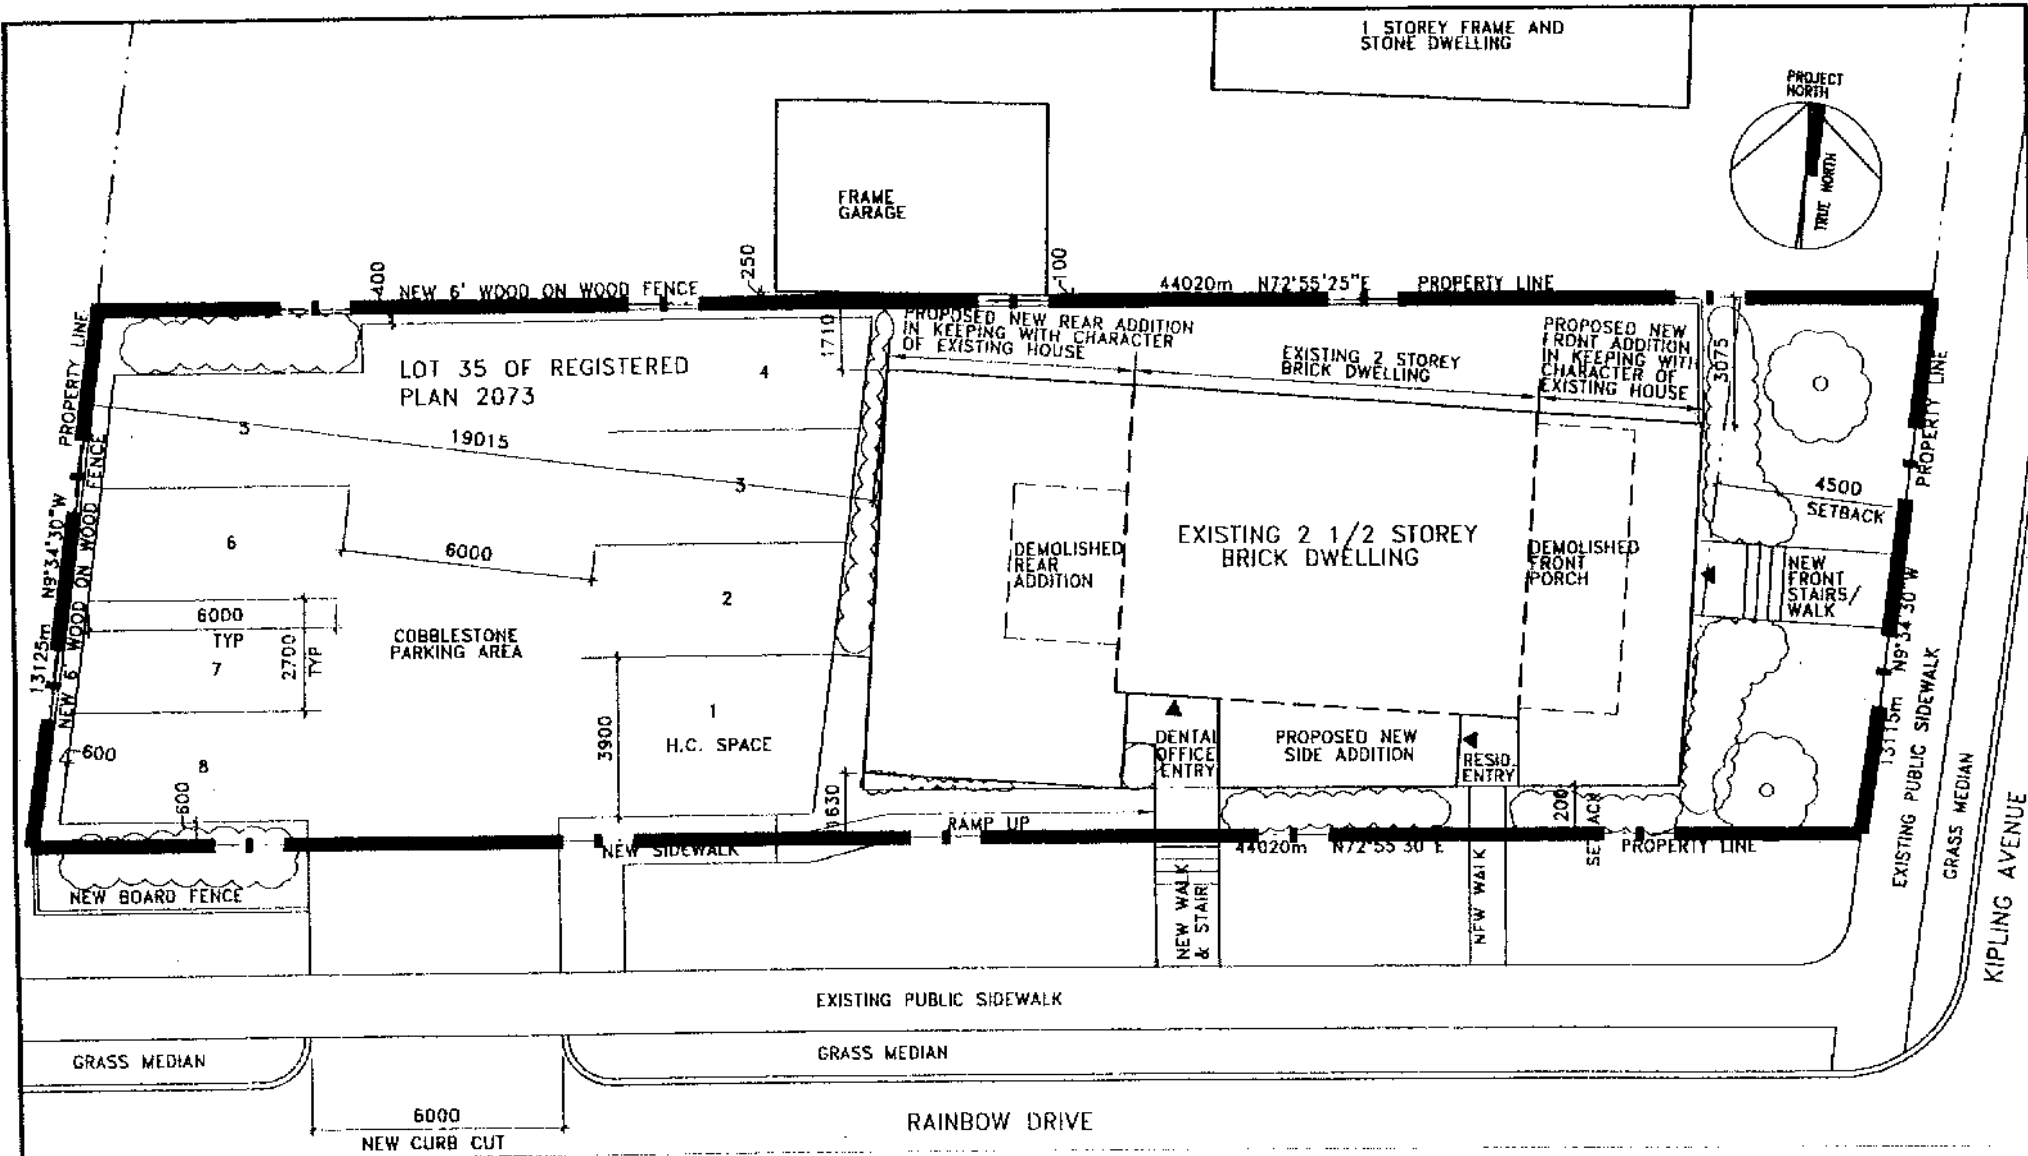 1 STOREY FRAME AND
STONE DWELLING
PROJECT
NORTH
TRUE NORTH
FRAME
GARAGE
400
NEW 6' WOOD ON WOOD FENCE
250
100
44020m N72°55'25"E PROPERTY LINE
PROPERTY LINE
LOT 35 OF REGISTERED
PLAN 2073
1710
PROPOSED NEW REAR ADDITION
IN KEEPING WITH CHARACTER
OF EXISTING HOUSE
EXISTING 2 STOREY
BRICK DWELLING
PROPOSED NEW
FRONT ADDITION
IN KEEPING WITH
CHARACTER OF
EXISTING HOUSE
3075
PROPERTY LINE
4
5
19015
3
4500
SETBACK
6
6000
2
EXISTING 2 1/2 STOREY
BRICK DWELLING
DEMOLISHED
REAR
ADDITION
DEMOLISHED
FRONT
PORCH
NEW
FRONT
STAIRS/
WALK
13125m N9°34'30"W
NEW 6' WOOD ON WOOD FENCE
6000
TYP
2700
TYP
7
COBBLESTONE
PARKING AREA
1
H.C. SPACE
3900
DENTAL
OFFICE
ENTRY
PROPOSED NEW
SIDE ADDITION
RESID.
ENTRY
13115m N9°34'30"W
EXISTING PUBLIC SIDEWALK
GRASS MEDIAN
KIPLING AVENUE
600
8
600
1630
RAMP UP
NEW SIDEWALK
44020m N72°55'30"E
PROPERTY LINE
NEW BOARD FENCE
NEW WALK
& STAIR
NEW WALK
EXISTING PUBLIC SIDEWALK
GRASS MEDIAN
GRASS MEDIAN
6000
NEW CURB CUT
RAINBOW DRIVE